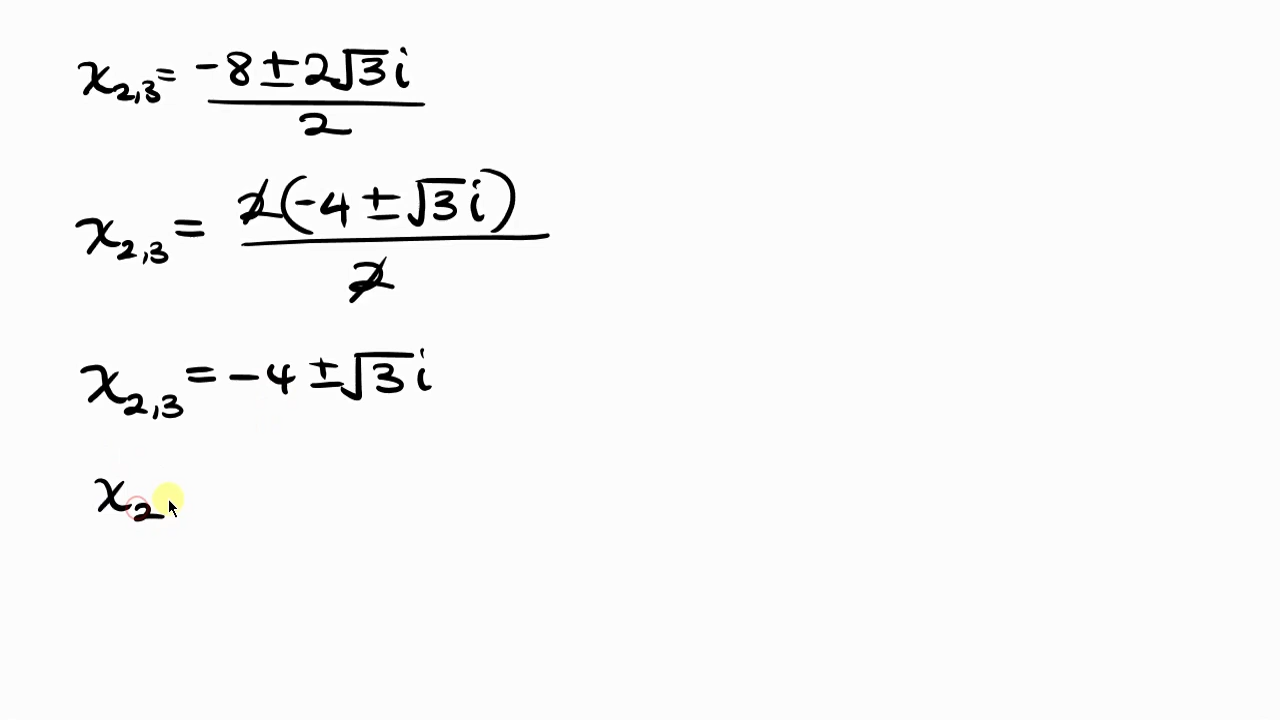 x₂,₃ = (-8 ± 2√3 i) / 2
x₂,₃ = 2(-4 ± √3 i) / 2
x₂,₃ = -4 ± √3 i
x₂